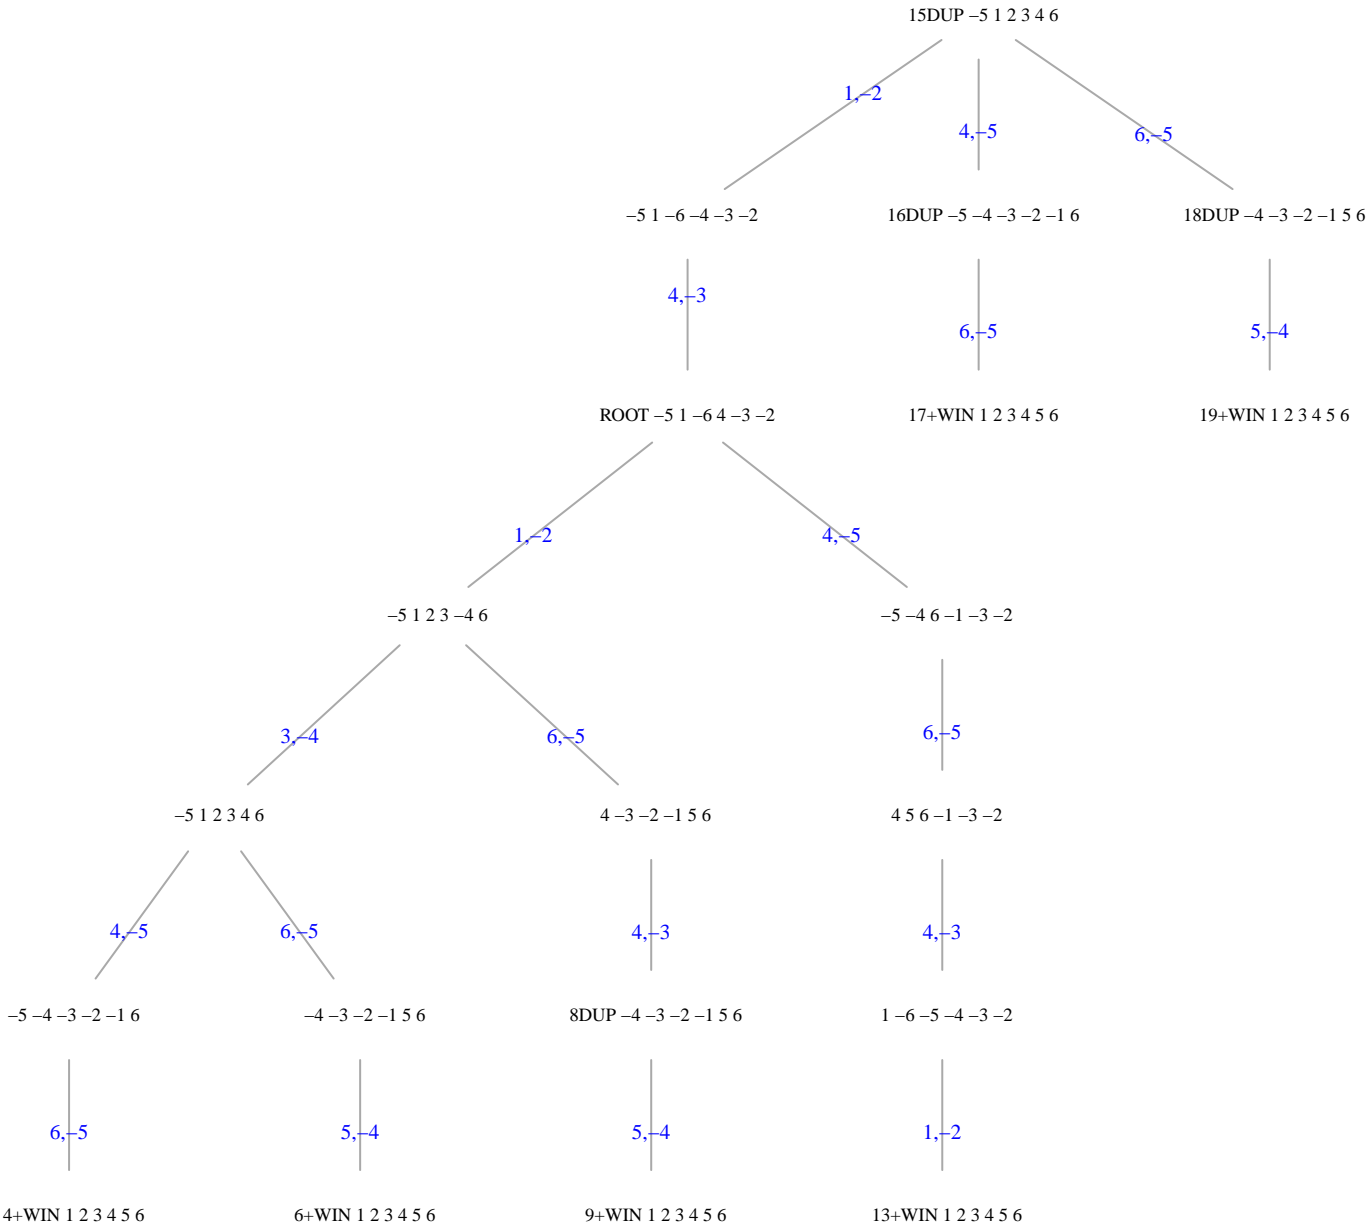 15DUP –5 1 2 3 4 6
1,–2
4,–5
6,–5
–5 1 –6 –4 –3 –2
16DUP –5 –4 –3 –2 –1 6
18DUP –4 –3 –2 –1 5 6
4,–3
6,–5
5,–4
ROOT –5 1 –6 4 –3 –2
17+WIN 1 2 3 4 5 6
19+WIN 1 2 3 4 5 6
1,–2
4,–5
–5 1 2 3 –4 6
–5 –4 6 –1 –3 –2
3,–4
6,–5
6,–5
–5 1 2 3 4 6
4 –3 –2 –1 5 6
4 5 6 –1 –3 –2
4,–5
6,–5
4,–3
4,–3
–5 –4 –3 –2 –1 6
–4 –3 –2 –1 5 6
8DUP –4 –3 –2 –1 5 6
1 –6 –5 –4 –3 –2
6,–5
5,–4
5,–4
1,–2
4+WIN 1 2 3 4 5 6
6+WIN 1 2 3 4 5 6
9+WIN 1 2 3 4 5 6
13+WIN 1 2 3 4 5 6